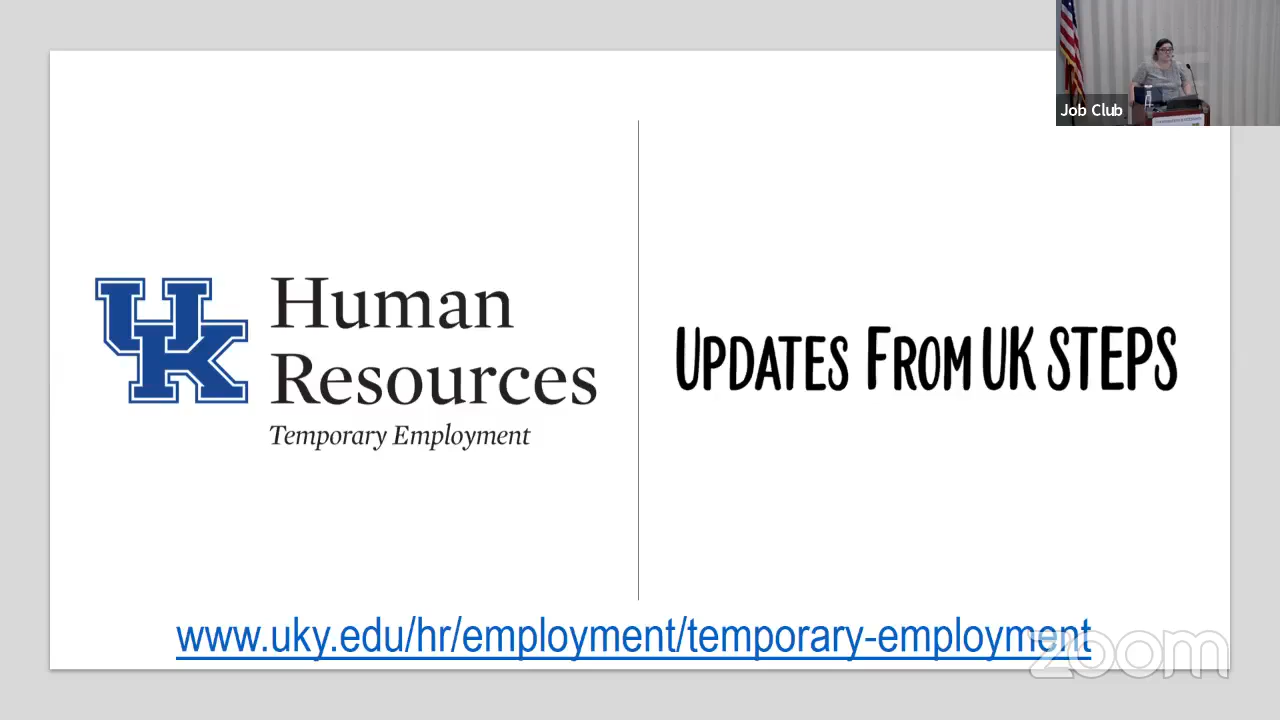 Job Club
UK
Human
Resources
Temporary Employment
UPDATES FROM UK STEPS
www.uky.edu/hr/employment/temporary-employment
zoom